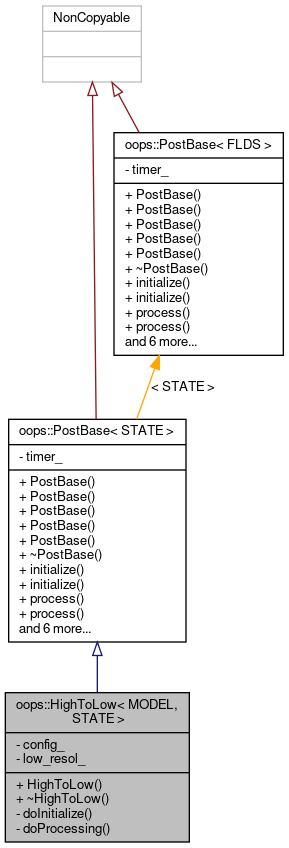 NonCopyable
oops::PostBase< FLDS >
- timer_
+ PostBase()
+ PostBase()
+ PostBase()
+ PostBase()
+ PostBase()
+ ~PostBase()
+ initialize()
+ initialize()
+ process()
+ process()
and 6 more...
< STATE >
oops::PostBase< STATE >
- timer_
+ PostBase()
+ PostBase()
+ PostBase()
+ PostBase()
+ PostBase()
+ ~PostBase()
+ initialize()
+ initialize()
+ process()
+ process()
and 6 more...
oops::HighToLow< MODEL,
STATE >
- config_
- low_resol_
+ HighToLow()
+ ~HighToLow()
- doInitialize()
- doProcessing()